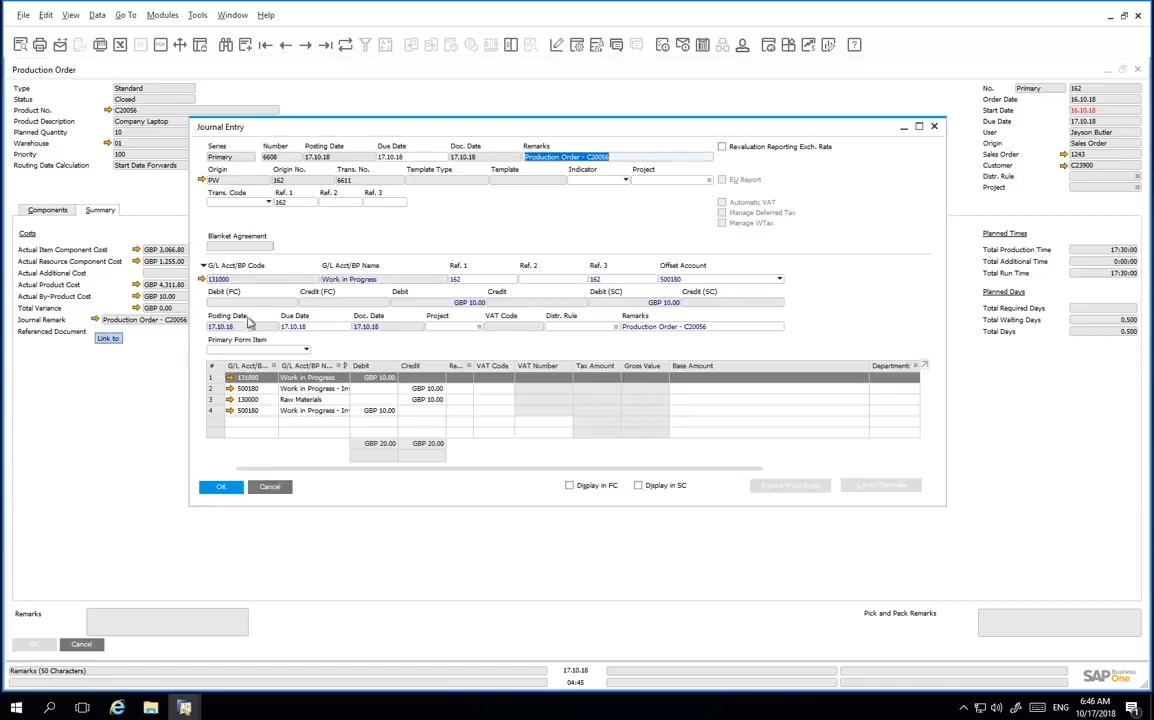 File Edit View Data Go To Modules Tools Window Help
Production Order
Type Standard
Status Closed
Product No. C20056
Product Description Company Laptop
Planned Quantity 10
Warehouse 01
Priority 100
Routing Date Calculation Start Date Forwards
No. Primary 162
Order Date 16.10.18
Start Date 16.10.18
Due Date 17.10.18
User Jayson Butler
Origin Sales Order
Sales Order 1243
Customer C23900
Distr. Rule
Project
Components Summary
Costs
Actual Item Component Cost GBP 3,066.80
Actual Resource Component Cost GBP 1,255.00
Actual Additional Cost
Actual Product Cost GBP 4,311.80
Actual By-Product Cost GBP 10.00
Total Variance GBP 0.00
Journal Remark Production Order - C20056
Referenced Document
Link to
Planned Times
Total Production Time 17:30:00
Total Additional Time 0:00:00
Total Run Time 17:30:00
Planned Days
Total Required Days
Total Waiting Days 0.500
Total Days 0.500
Journal Entry
Series Number Posting Date Due Date Doc. Date Remarks
Primary 6608 17.10.18 17.10.18 17.10.18 Production Order - C20056
Revaluation Reporting Exch. Rate
Origin Origin No. Trans. No. Template Type Template Indicator Project
PW 162 6611
EU Report
Trans. Code Ref. 1 Ref. 2 Ref. 3
162
Automatic VAT
Manage Deferred Tax
Manage WTax
Blanket Agreement
G/L Acct/BP Code G/L Acct/BP Name Ref. 1 Ref. 2 Ref. 3 Offset Account
131000 Work in Progress 162 162 500180
Debit (FC) Credit (FC) Debit Credit Debit (SC) Credit (SC)
GBP 10.00 GBP 10.00
Posting Date Due Date Doc. Date Project VAT Code Distr. Rule Remarks
17.10.18 17.10.18 17.10.18 Production Order - C20056
Primary Form Item
# G/L Acct/B... G/L Acct/BP N... Debit Credit Re... VAT Code VAT Number Tax Amount Gross Value Base Amount Department
1 131000 Work in Progress GBP 10.00
2 500180 Work in Progress - In GBP 10.00
3 130000 Raw Materials GBP 10.00
4 500180 Work in Progress - In GBP 10.00
GBP 20.00 GBP 20.00
OK Cancel
Display in FC Display in SC
Remarks
Pick and Pack Remarks
OK Cancel
Remarks (50 Characters) 17.10.18
04:45
SAP Business One
ENG
6:46 AM
10/17/2018